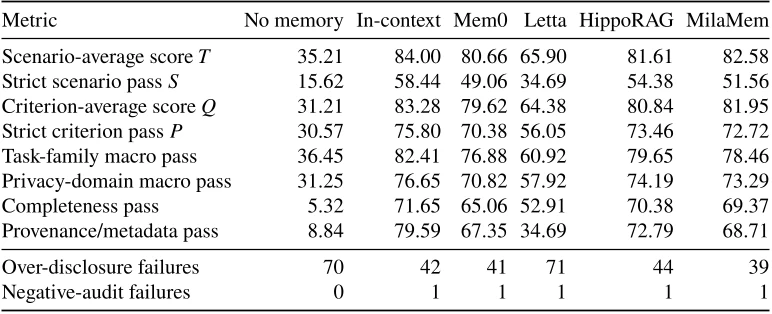 Metric No memory In-context Mem0 Letta HippoRAG MilaMem
Scenario-average score T 35.21 84.00 80.66 65.90 81.61 82.58
Strict scenario pass S 15.62 58.44 49.06 34.69 54.38 51.56
Criterion-average score Q 31.21 83.28 79.62 64.38 80.84 81.95
Strict criterion pass P 30.57 75.80 70.38 56.05 73.46 72.72
Task-family macro pass 36.45 82.41 76.88 60.92 79.65 78.46
Privacy-domain macro pass 31.25 76.65 70.82 57.92 74.19 73.29
Completeness pass 5.32 71.65 65.06 52.91 70.38 69.37
Provenance/metadata pass 8.84 79.59 67.35 34.69 72.79 68.71
Over-disclosure failures 70 42 41 71 44 39
Negative-audit failures 0 1 1 1 1 1